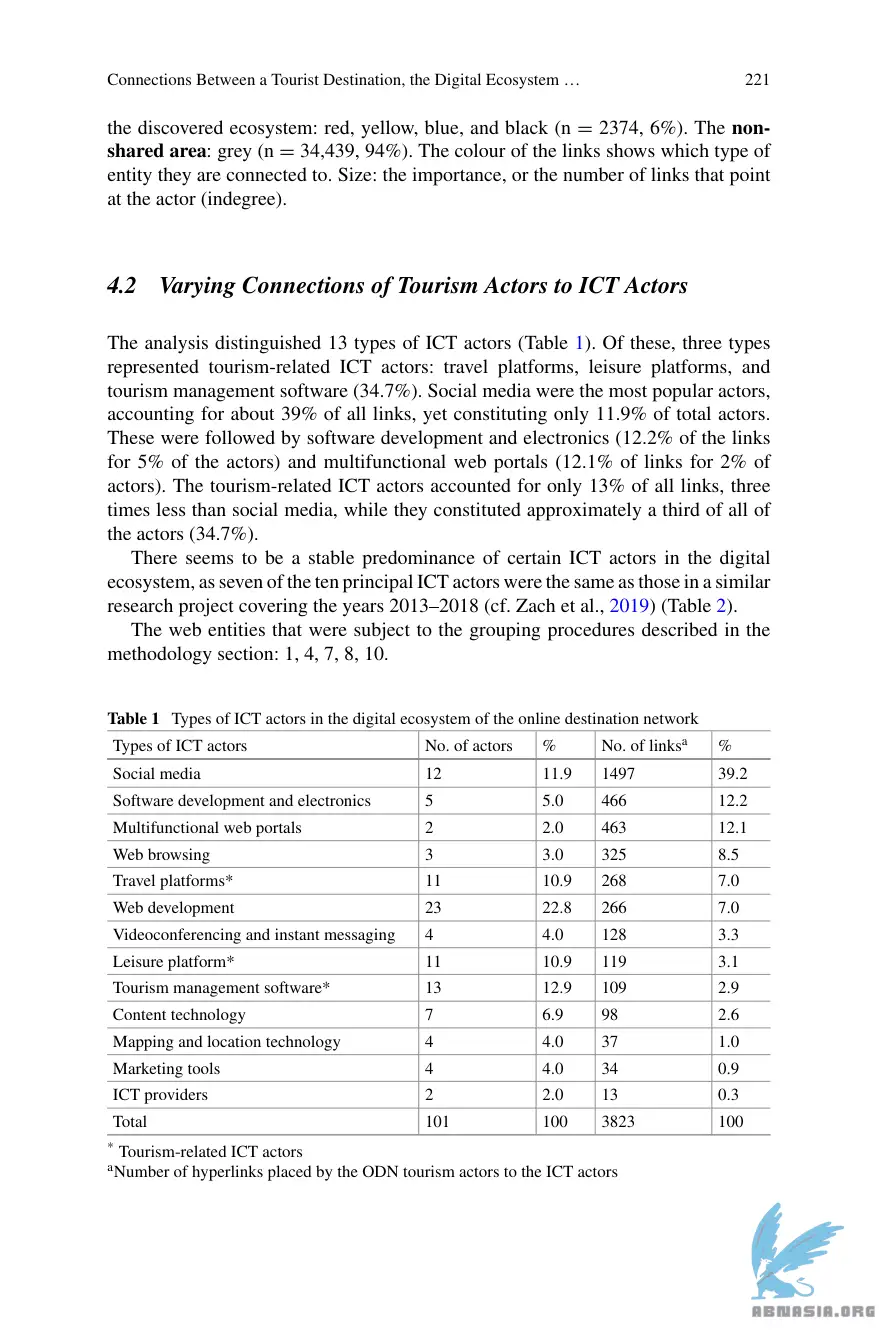 Connections Between a Tourist Destination, the Digital Ecosystem … 221
the discovered ecosystem: red, yellow, blue, and black (n = 2374, 6%). The non-
shared area: grey (n = 34,439, 94%). The colour of the links shows which type of
entity they are connected to. Size: the importance, or the number of links that point
at the actor (indegree).
4.2 Varying Connections of Tourism Actors to ICT Actors
The analysis distinguished 13 types of ICT actors (Table 1). Of these, three types
represented tourism-related ICT actors: travel platforms, leisure platforms, and
tourism management software (34.7%). Social media were the most popular actors,
accounting for about 39% of all links, yet constituting only 11.9% of total actors.
These were followed by software development and electronics (12.2% of the links
for 5% of the actors) and multifunctional web portals (12.1% of links for 2% of
actors). The tourism-related ICT actors accounted for only 13% of all links, three
times less than social media, while they constituted approximately a third of all of
the actors (34.7%).
There seems to be a stable predominance of certain ICT actors in the digital
ecosystem, as seven of the ten principal ICT actors were the same as those in a similar
research project covering the years 2013–2018 (cf. Zach et al., 2019) (Table 2).
The web entities that were subject to the grouping procedures described in the
methodology section: 1, 4, 7, 8, 10.
Table 1 Types of ICT actors in the digital ecosystem of the online destination network
Types of ICT actors No. of actors % No. of linksᵃ %
Social media 12 11.9 1497 39.2
Software development and electronics 5 5.0 466 12.2
Multifunctional web portals 2 2.0 463 12.1
Web browsing 3 3.0 325 8.5
Travel platforms* 11 10.9 268 7.0
Web development 23 22.8 266 7.0
Videoconferencing and instant messaging 4 4.0 128 3.3
Leisure platform* 11 10.9 119 3.1
Tourism management software* 13 12.9 109 2.9
Content technology 7 6.9 98 2.6
Mapping and location technology 4 4.0 37 1.0
Marketing tools 4 4.0 34 0.9
ICT providers 2 2.0 13 0.3
Total 101 100 3823 100
* Tourism-related ICT actors
ᵃNumber of hyperlinks placed by the ODN tourism actors to the ICT actors
ABNASIA.ORG